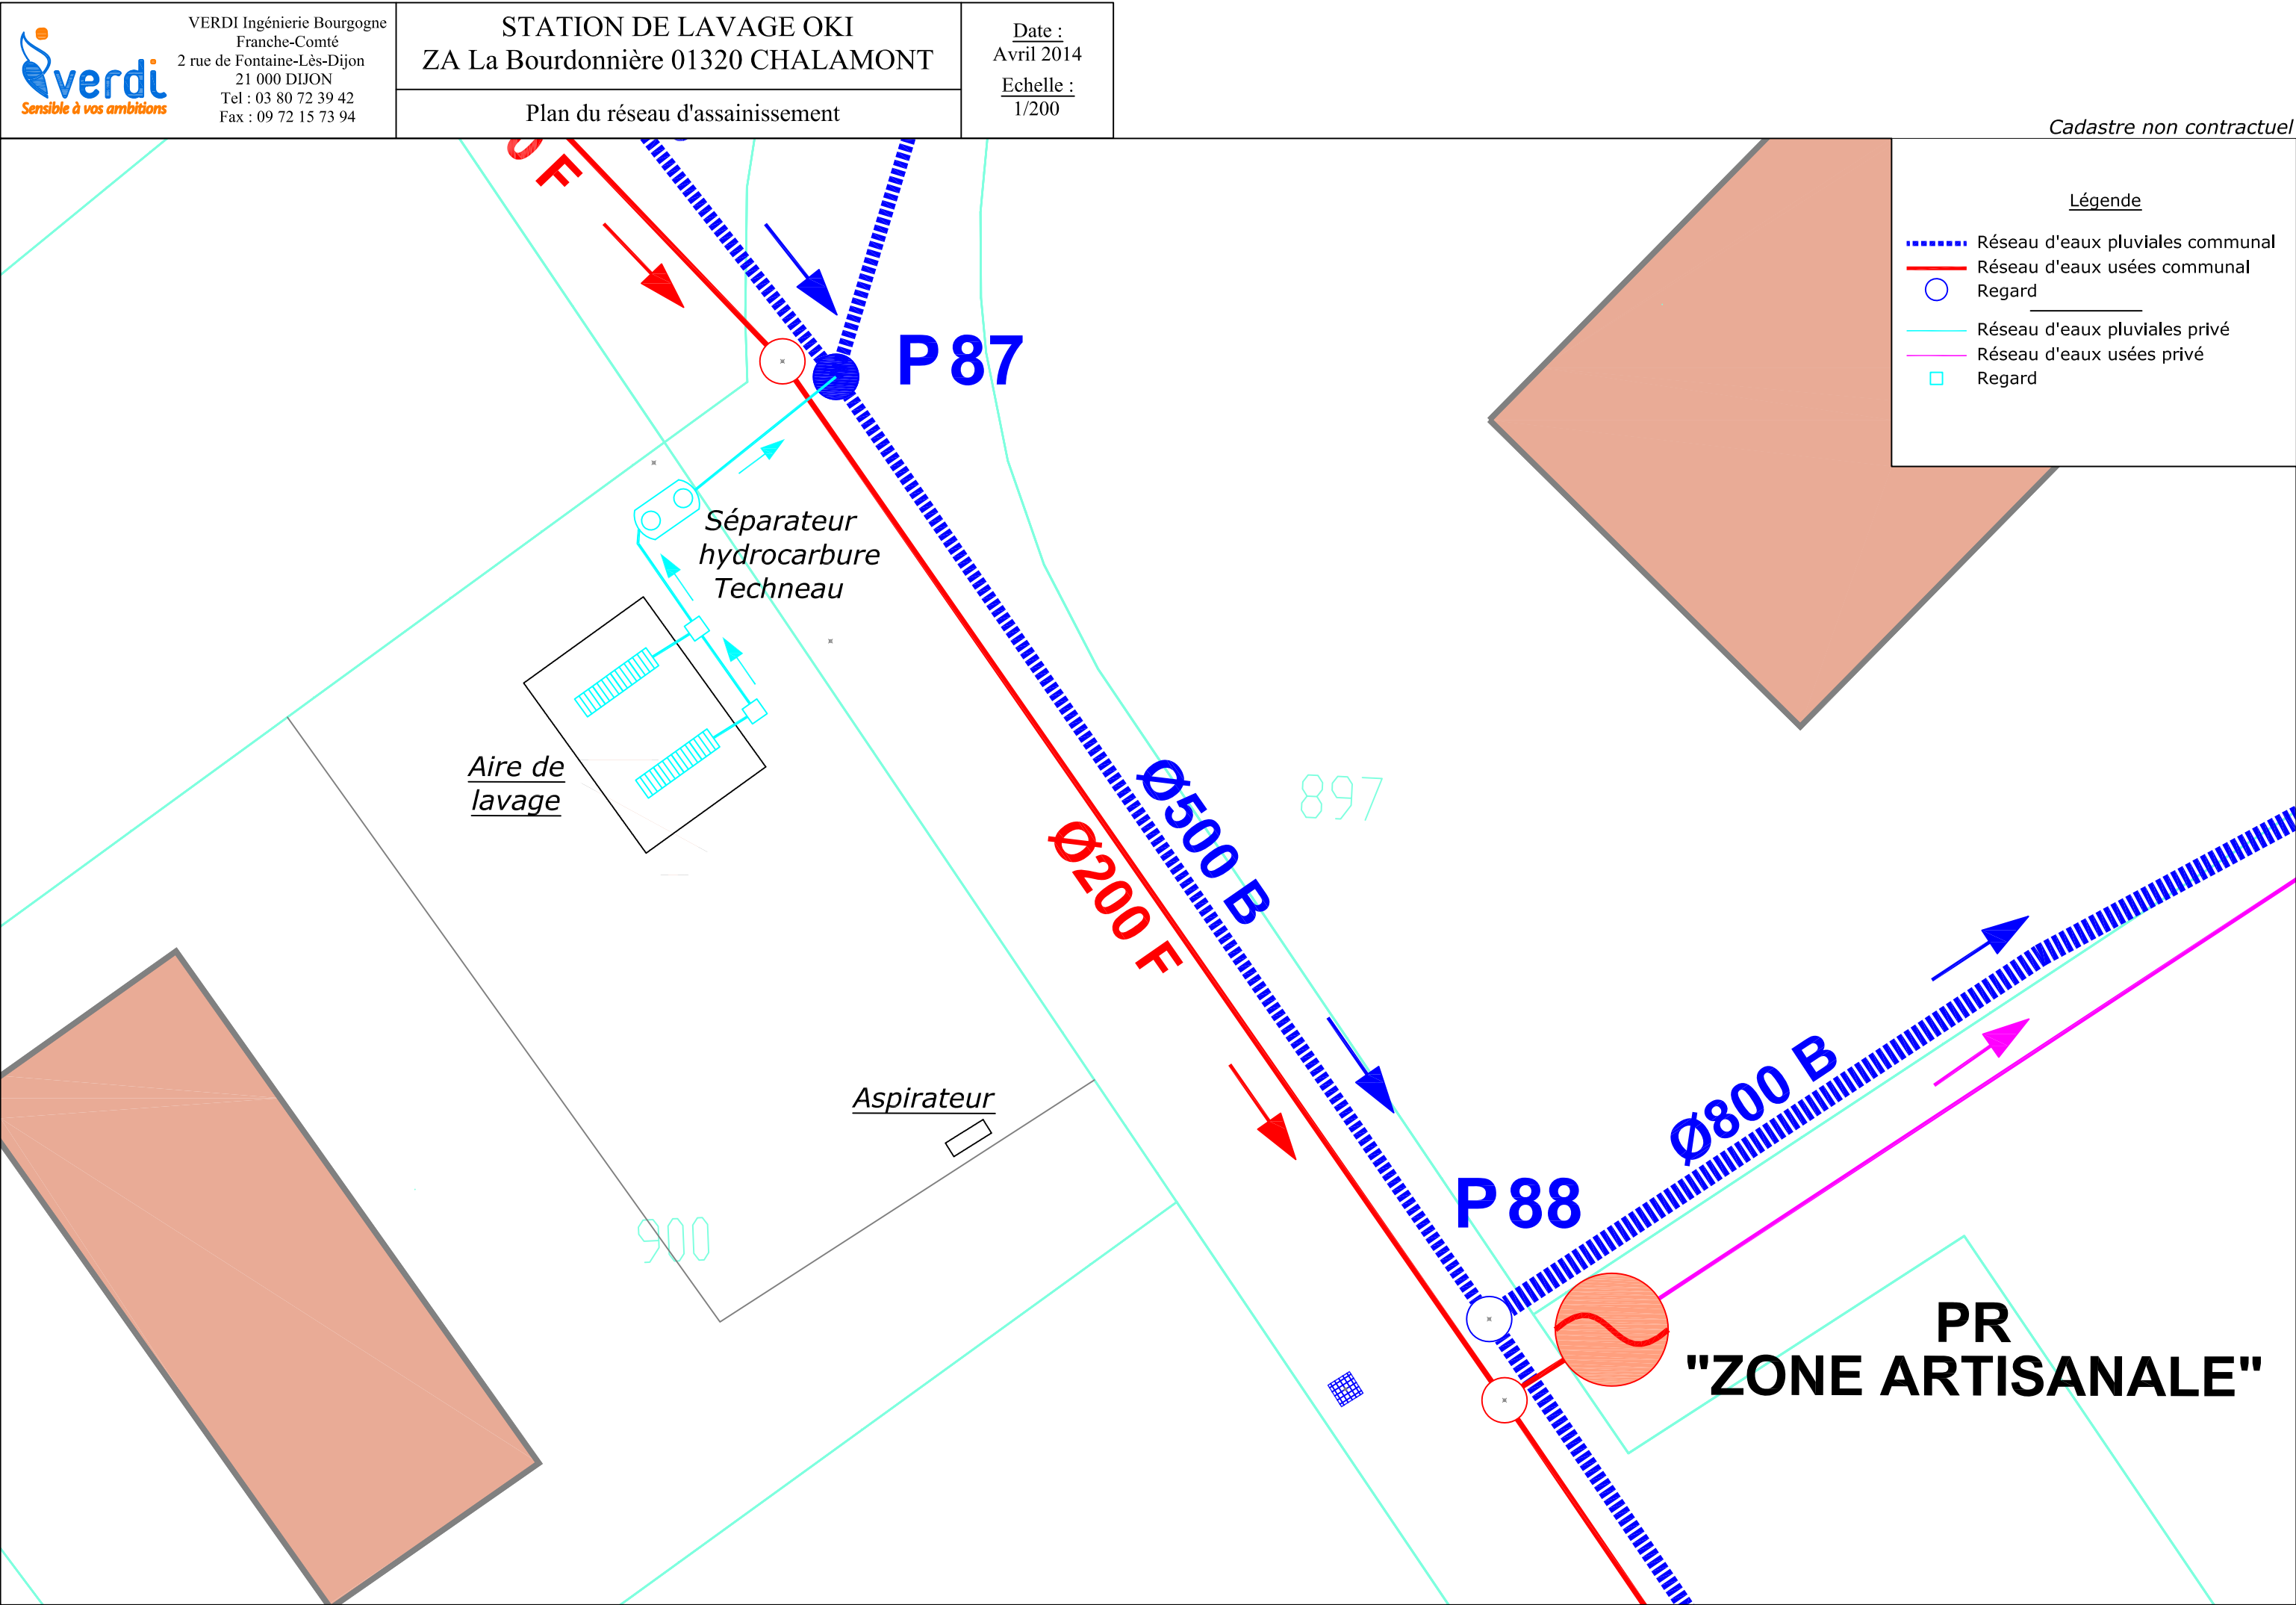 verdi
Sensible à vos ambitions
VERDI Ingénierie Bourgogne
Franche-Comté
2 rue de Fontaine-Lès-Dijon
21 000 DIJON
Tel : 03 80 72 39 42
Fax : 09 72 15 73 94
STATION DE LAVAGE OKI
ZA La Bourdonnière 01320 CHALAMONT
Plan du réseau d'assainissement
Date :
Avril 2014
Echelle :
1/200
Cadastre non contractuel
Légende
Réseau d'eaux pluviales communal
Réseau d'eaux usées communal
Regard
Réseau d'eaux pluviales privé
Réseau d'eaux usées privé
Regard
F
P 87
Séparateur
hydrocarbure
Techneau
Aire de
lavage
Ø500 B
Ø200 F
897
Ø800 B
Aspirateur
P 88
900
PR
"ZONE ARTISANALE"